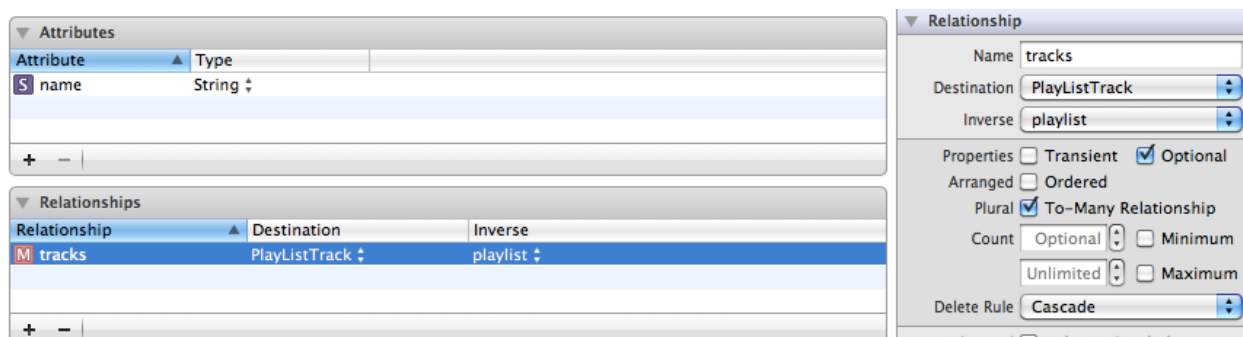 Attributes
Attribute Type
S name String
+ −
Relationships
Relationship Destination Inverse
M tracks PlayListTrack playlist
+ −
Relationship
Name tracks
Destination PlayListTrack
Inverse playlist
Properties Transient Optional
Arranged Ordered
Plural To-Many Relationship
Count Optional Minimum
Unlimited Maximum
Delete Rule Cascade